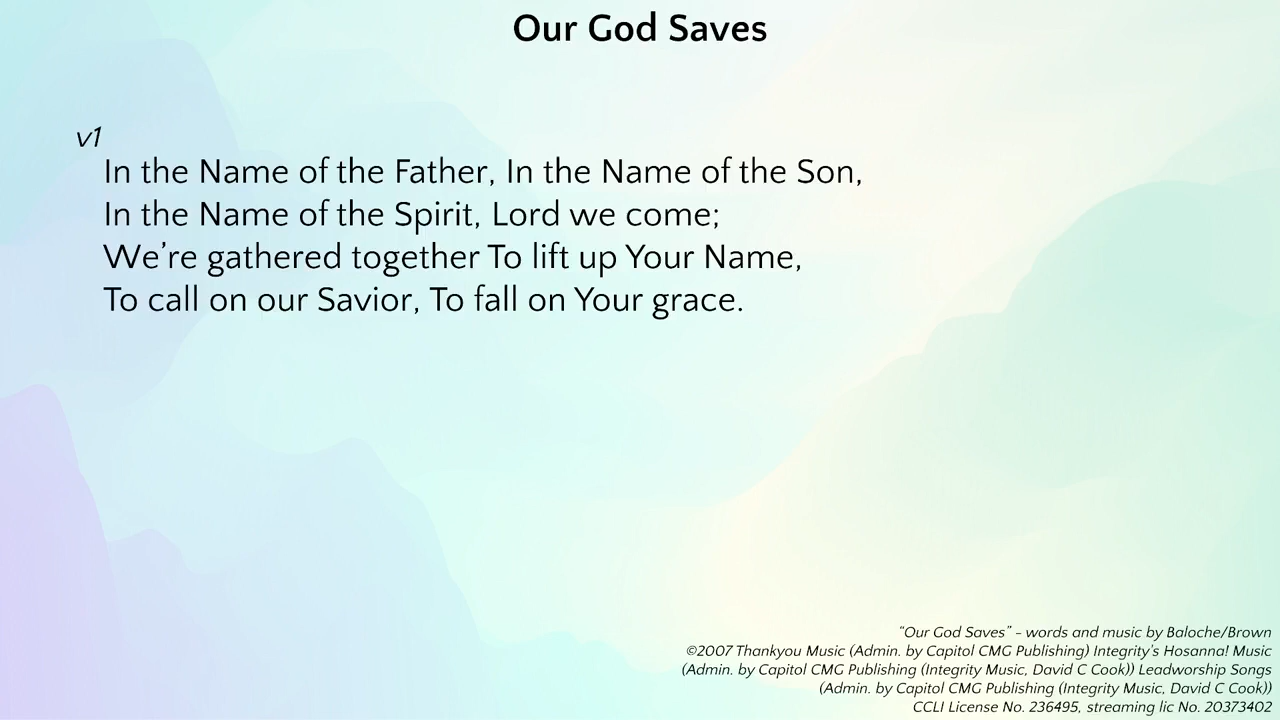 Our God Saves
v1
In the Name of the Father, In the Name of the Son,
In the Name of the Spirit, Lord we come;
We’re gathered together To lift up Your Name,
To call on our Savior, To fall on Your grace.
“Our God Saves” - words and music by Baloche/Brown
©2007 Thankyou Music (Admin. by Capitol CMG Publishing) Integrity’s Hosanna! Music
(Admin. by Capitol CMG Publishing (Integrity Music, David C Cook)) Leadworship Songs
(Admin. by Capitol CMG Publishing (Integrity Music, David C Cook))
CCLI License No. 236495, streaming lic No. 20373402